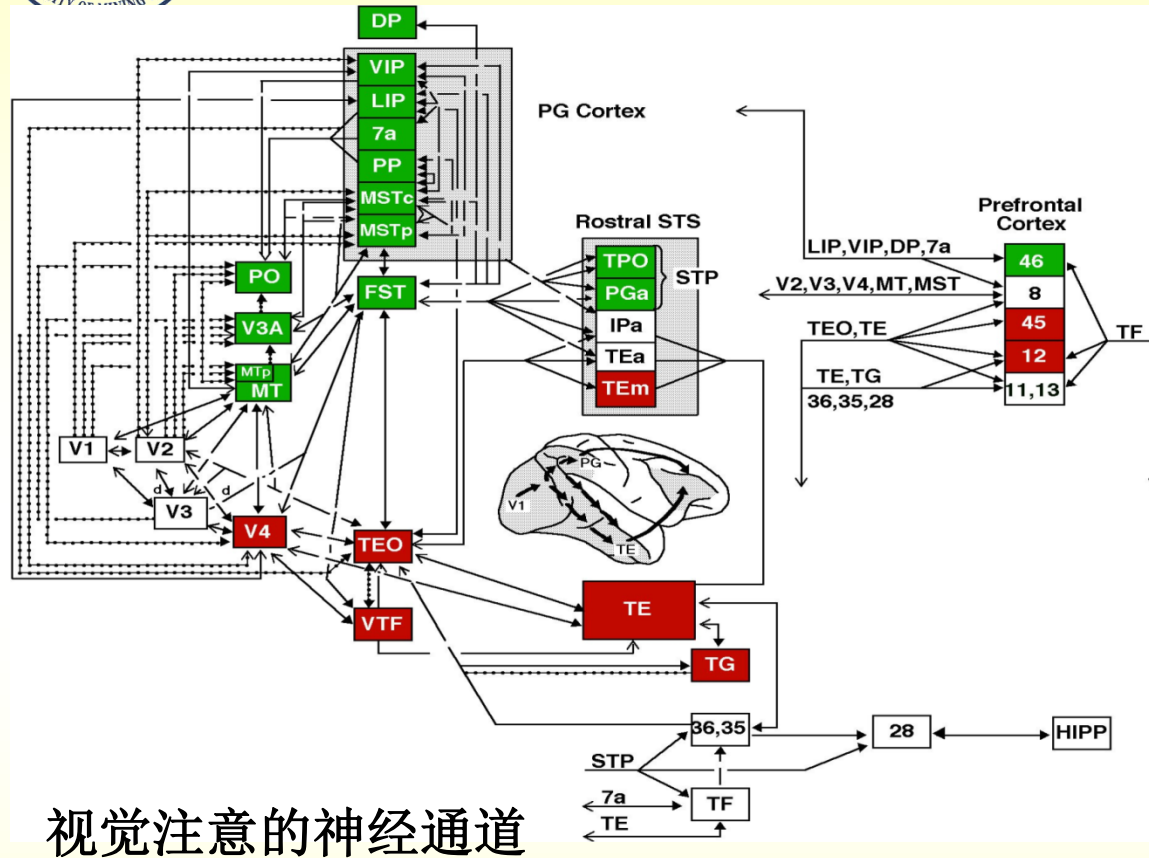 TY OF MINING
DP
VIP
LIP
7a
PP
MSTc
MSTp
PG Cortex
PO
FST
V3A
MTp
MT
V1
V2
d
d
V3
V4
TEO
VTF
Rostral STS
TPO
PGa
STP
IPa
TEa
TEm
Prefrontal
Cortex
LIP,VIP,DP,7a
46
V2,V3,V4,MT,MST
8
TEO,TE
45
12
TF
TE,TG
11,13
36,35,28
PG
V1
TE
TE
TG
36,35
28
HIPP
STP
7a
TF
TE
视觉注意的神经通道